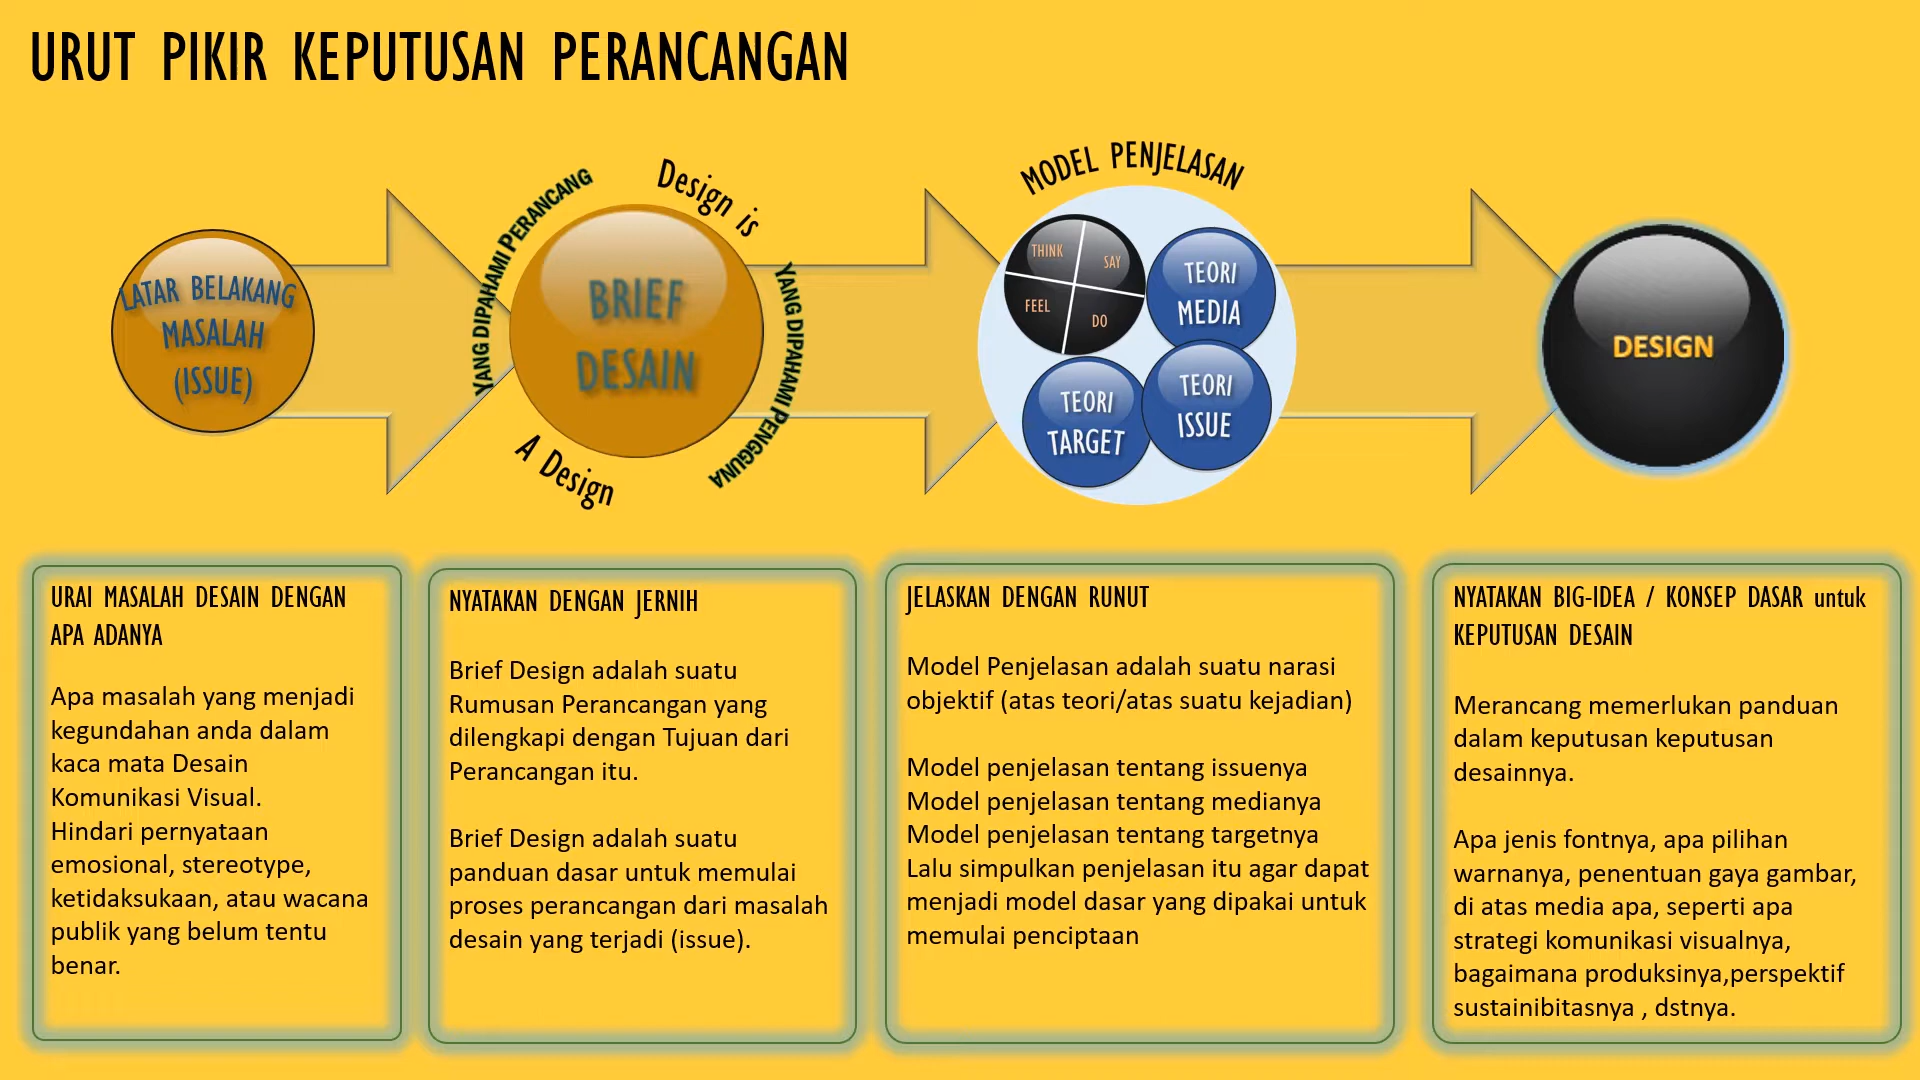 URUT PIKIR KEPUTUSAN PERANCANGAN
LATAR BELAKANG
MASALAH
(ISSUE)
YANG DIPAHAMI PERANCANG
Design is
BRIEF
DESAIN
YANG DIPAHAMI PENGGUNA
A Design
MODEL PENJELASAN
THINK
SAY
FEEL
DO
TEORI
MEDIA
TEORI
TARGET
TEORI
ISSUE
DESIGN
URAI MASALAH DESAIN DENGAN
APA ADANYA
Apa masalah yang menjadi
kegundahan anda dalam
kaca mata Desain
Komunikasi Visual.
Hindari pernyataan
emosional, stereotype,
ketidaksukaan, atau wacana
publik yang belum tentu
benar.
NYATAKAN DENGAN JERNIH
Brief Design adalah suatu
Rumusan Perancangan yang
dilengkapi dengan Tujuan dari
Perancangan itu.
Brief Design adalah suatu
panduan dasar untuk memulai
proses perancangan dari masalah
desain yang terjadi (issue).
JELASKAN DENGAN RUNUT
Model Penjelasan adalah suatu narasi
objektif (atas teori/atas suatu kejadian)
Model penjelasan tentang issuenya
Model penjelasan tentang medianya
Model penjelasan tentang targetnya
Lalu simpulkan penjelasan itu agar dapat
menjadi model dasar yang dipakai untuk
memulai penciptaan
NYATAKAN BIG-IDEA / KONSEP DASAR untuk
KEPUTUSAN DESAIN
Merancang memerlukan panduan
dalam keputusan keputusan
desainnya.
Apa jenis fontnya, apa pilihan
warnanya, penentuan gaya gambar,
di atas media apa, seperti apa
strategi komunikasi visualnya,
bagaimana produksinya,perspektif
sustainibitasnya , dstnya.